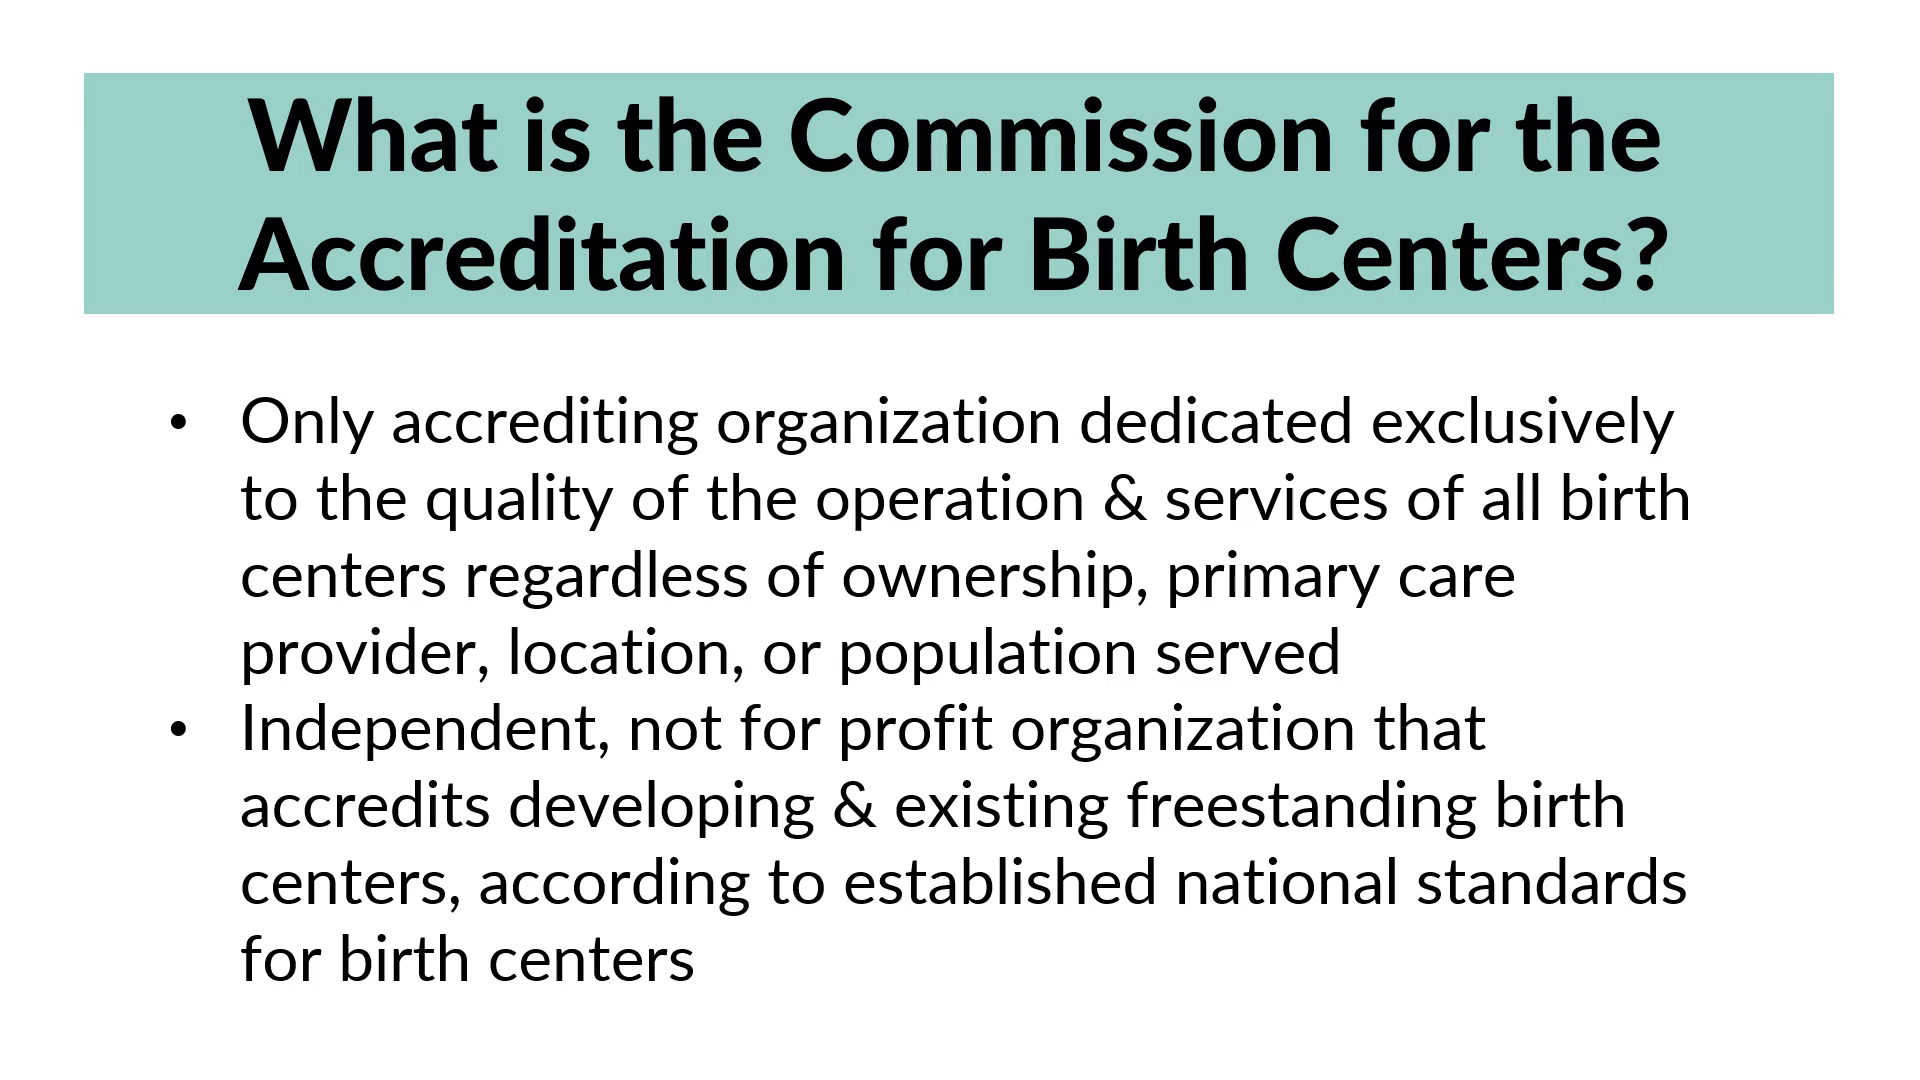 What is the Commission for the
Accreditation for Birth Centers?
• Only accrediting organization dedicated exclusively
to the quality of the operation & services of all birth
centers regardless of ownership, primary care
provider, location, or population served
• Independent, not for profit organization that
accredits developing & existing freestanding birth
centers, according to established national standards
for birth centers